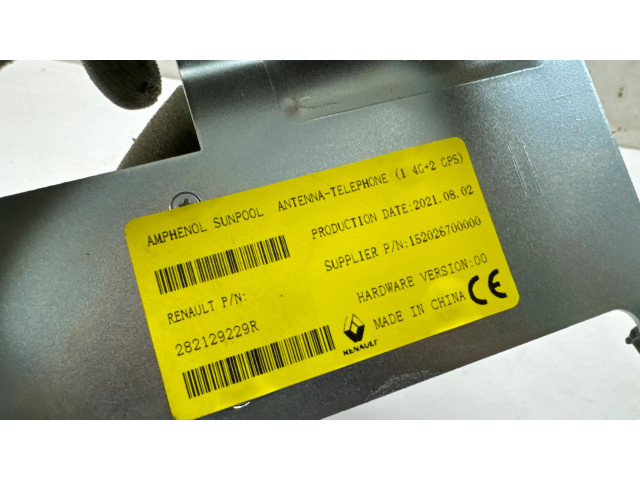 AMPHENOL SUNPOOL ANTENNA-TELEPHONE (1 4G+2 GPS)
PRODUCTION DATE:2021.08.02
SUPPLIER P/N:152026700000
RENAULT P/N:
HARDWARE VERSION:00
282129229R
RENAULT
MADE IN CHINA
CE